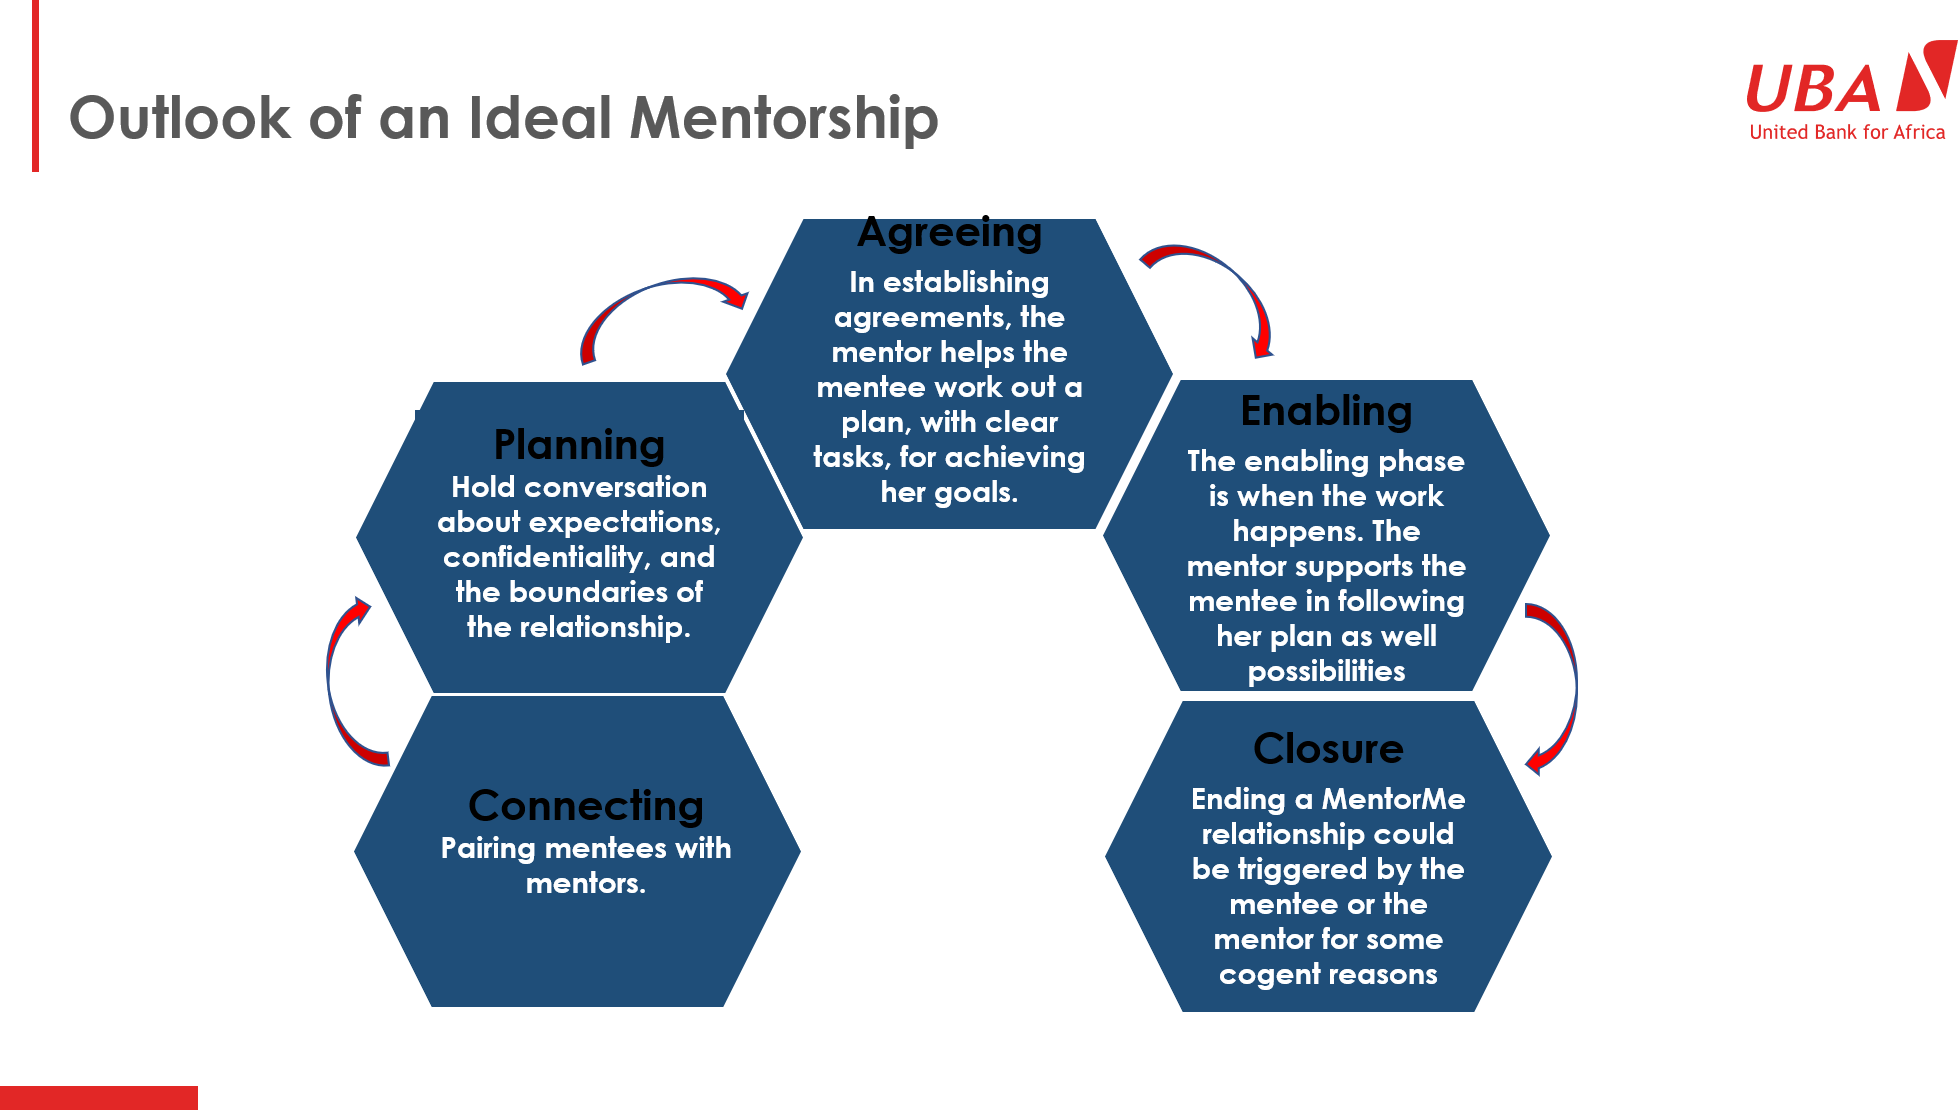 Outlook of an Ideal Mentorship
UBA
United Bank for Africa
Agreeing
In establishing
agreements, the
mentor helps the
mentee work out a
plan, with clear
tasks, for achieving
her goals.
Planning
Hold conversation
about expectations,
confidentiality, and
the boundaries of
the relationship.
Enabling
The enabling phase
is when the work
happens. The
mentor supports the
mentee in following
her plan as well
possibilities
Connecting
Pairing mentees with
mentors.
Closure
Ending a MentorMe
relationship could
be triggered by the
mentee or the
mentor for some
cogent reasons